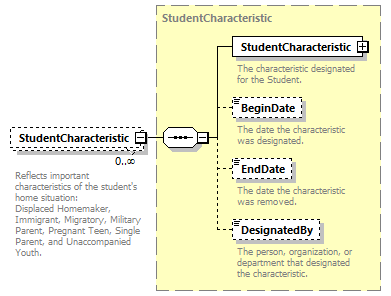 StudentCharacteristic
StudentCharacteristic
The characteristic designated
for the Student.
BeginDate
The date the characteristic
was designated.
StudentCharacteristic
0..∞
Reflects important
characteristics of the student's
home situation:
Displaced Homemaker,
Immigrant, Migratory, Military
Parent, Pregnant Teen, Single
Parent, and Unaccompanied
Youth.
EndDate
The date the characteristic
was removed.
DesignatedBy
The person, organization, or
department that designated
the characteristic.